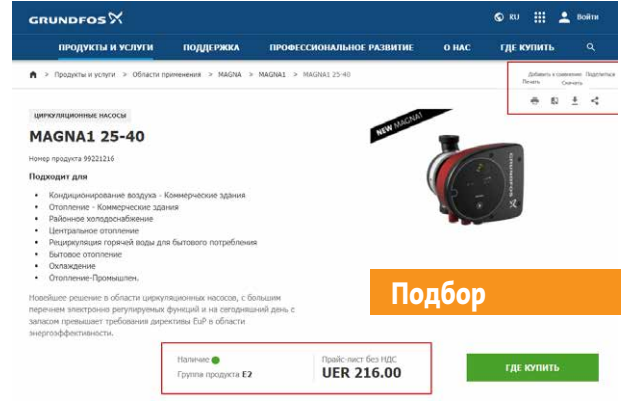 GRUNDFOS
RU
Войти
ПРОДУКТЫ И УСЛУГИ ПОДДЕРЖКА ПРОФЕССИОНАЛЬНОЕ РАЗВИТИЕ О НАС ГДЕ КУПИТЬ
> Продукты и услуги > Области применения > MAGNA > MAGNA1 > MAGNA1 25-40
Добавить к сравнению Поделиться
Печать Скачать
ЦИРКУЛЯЦИОННЫЕ НАСОСЫ
MAGNA1 25-40
Номер продукта 99221216
Подходит для
• Кондиционирование воздуха - Коммерческие здания
• Отопление - Коммерческие здания
• Районное холодоснабжение
• Центральное отопление
• Рециркуляция горячей воды для бытового потребления
• Бытовое отопление
• Охлаждение
• Отопление-Промышлен.
NEW MAGNA1
GRUNDFOS
Новейшее решение в области циркуляционных насосов, с большим
перечнем электронно регулируемых функций и на сегодняшний день с
запасом превышает требования директивы EuP в области
энергоэффективности.
Подбор
Наличие
Группа продукта E2
Прайс-лист без НДС
UER 216.00
ГДЕ КУПИТЬ